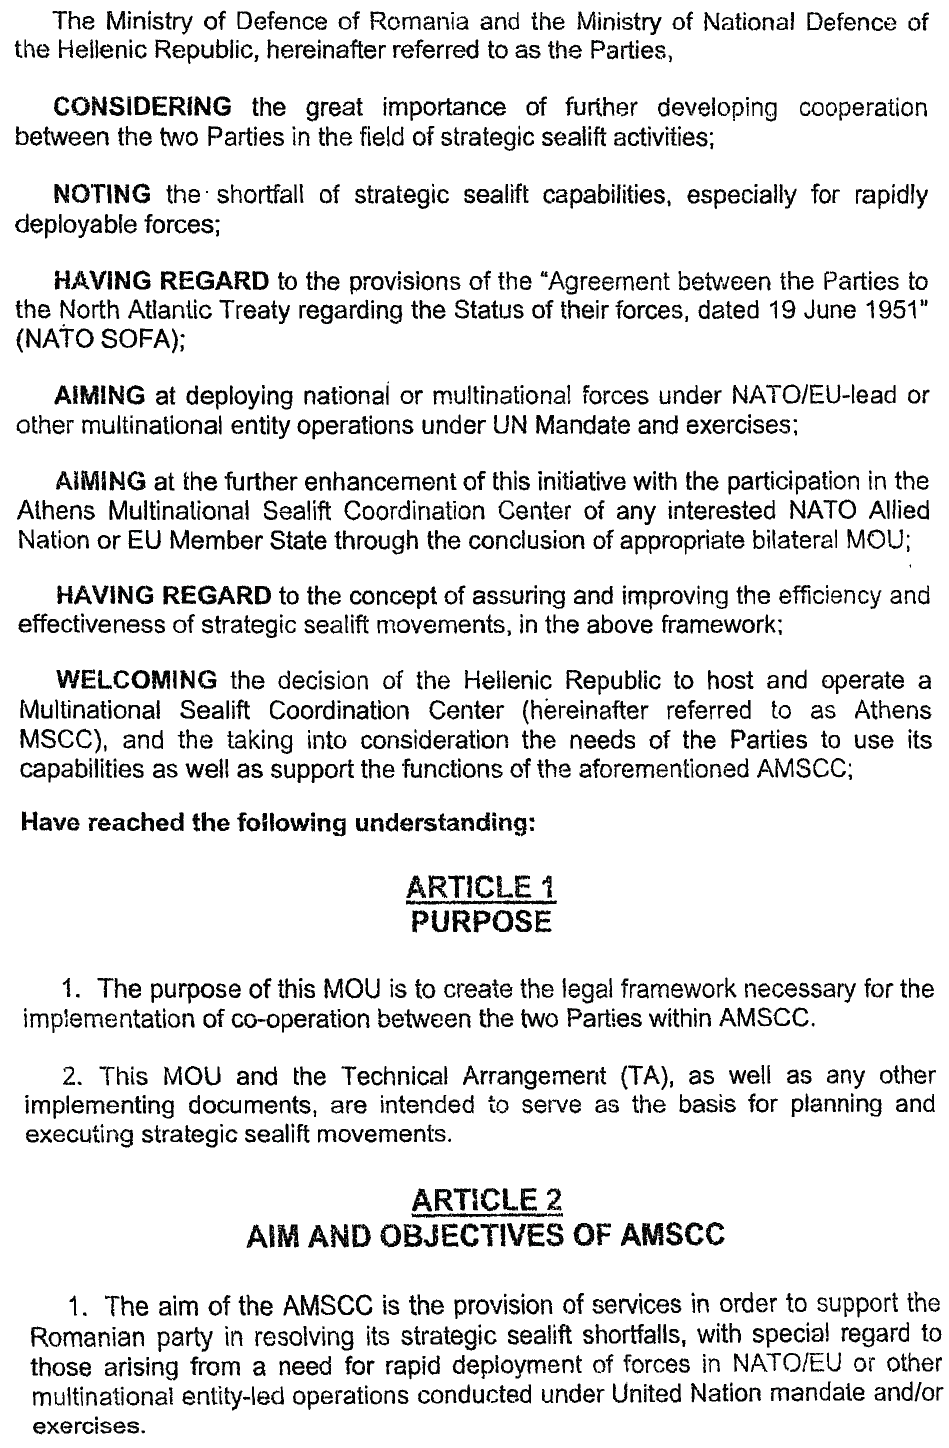 The Ministry of Defence of Romania and the Ministry of National Defence of
the Hellenic Republic, hereinafter referred to as the Parties,
CONSIDERING the great importance of further developing cooperation
between the two Parties in the field of strategic sealift activities;
NOTING the shortfall of strategic sealift capabilities, especially for rapidly
deployable forces;
HAVING REGARD to the provisions of the "Agreement between the Parties to
the North Atlantic Treaty regarding the Status of their forces, dated 19 June 1951"
(NATO SOFA);
AIMING at deploying national or multinational forces under NATO/EU-lead or
other multinational entity operations under UN Mandate and exercises;
AIMING at the further enhancement of this initiative with the participation in the
Athens Multinational Sealift Coordination Center of any interested NATO Allied
Nation or EU Member State through the conclusion of appropriate bilateral MOU;
HAVING REGARD to the concept of assuring and improving the efficiency and
effectiveness of strategic sealift movements, in the above framework;
WELCOMING the decision of the Hellenic Republic to host and operate a
Multinational Sealift Coordination Center (hereinafter referred to as Athens
MSCC), and the taking into consideration the needs of the Parties to use its
capabilities as well as support the functions of the aforementioned AMSCC;
Have reached the following understanding:
ARTICLE 1
PURPOSE
1. The purpose of this MOU is to create the legal framework necessary for the
implementation of co-operation between the two Parties within AMSCC.
2. This MOU and the Technical Arrangement (TA), as well as any other
implementing documents, are intended to serve as the basis for planning and
executing strategic sealift movements.
ARTICLE 2
AIM AND OBJECTIVES OF AMSCC
1. The aim of the AMSCC is the provision of services in order to support the
Romanian party in resolving its strategic sealift shortfalls, with special regard to
those arising from a need for rapid deployment of forces in NATO/EU or other
multinational entity-led operations conducted under United Nation mandate and/or
exercises.